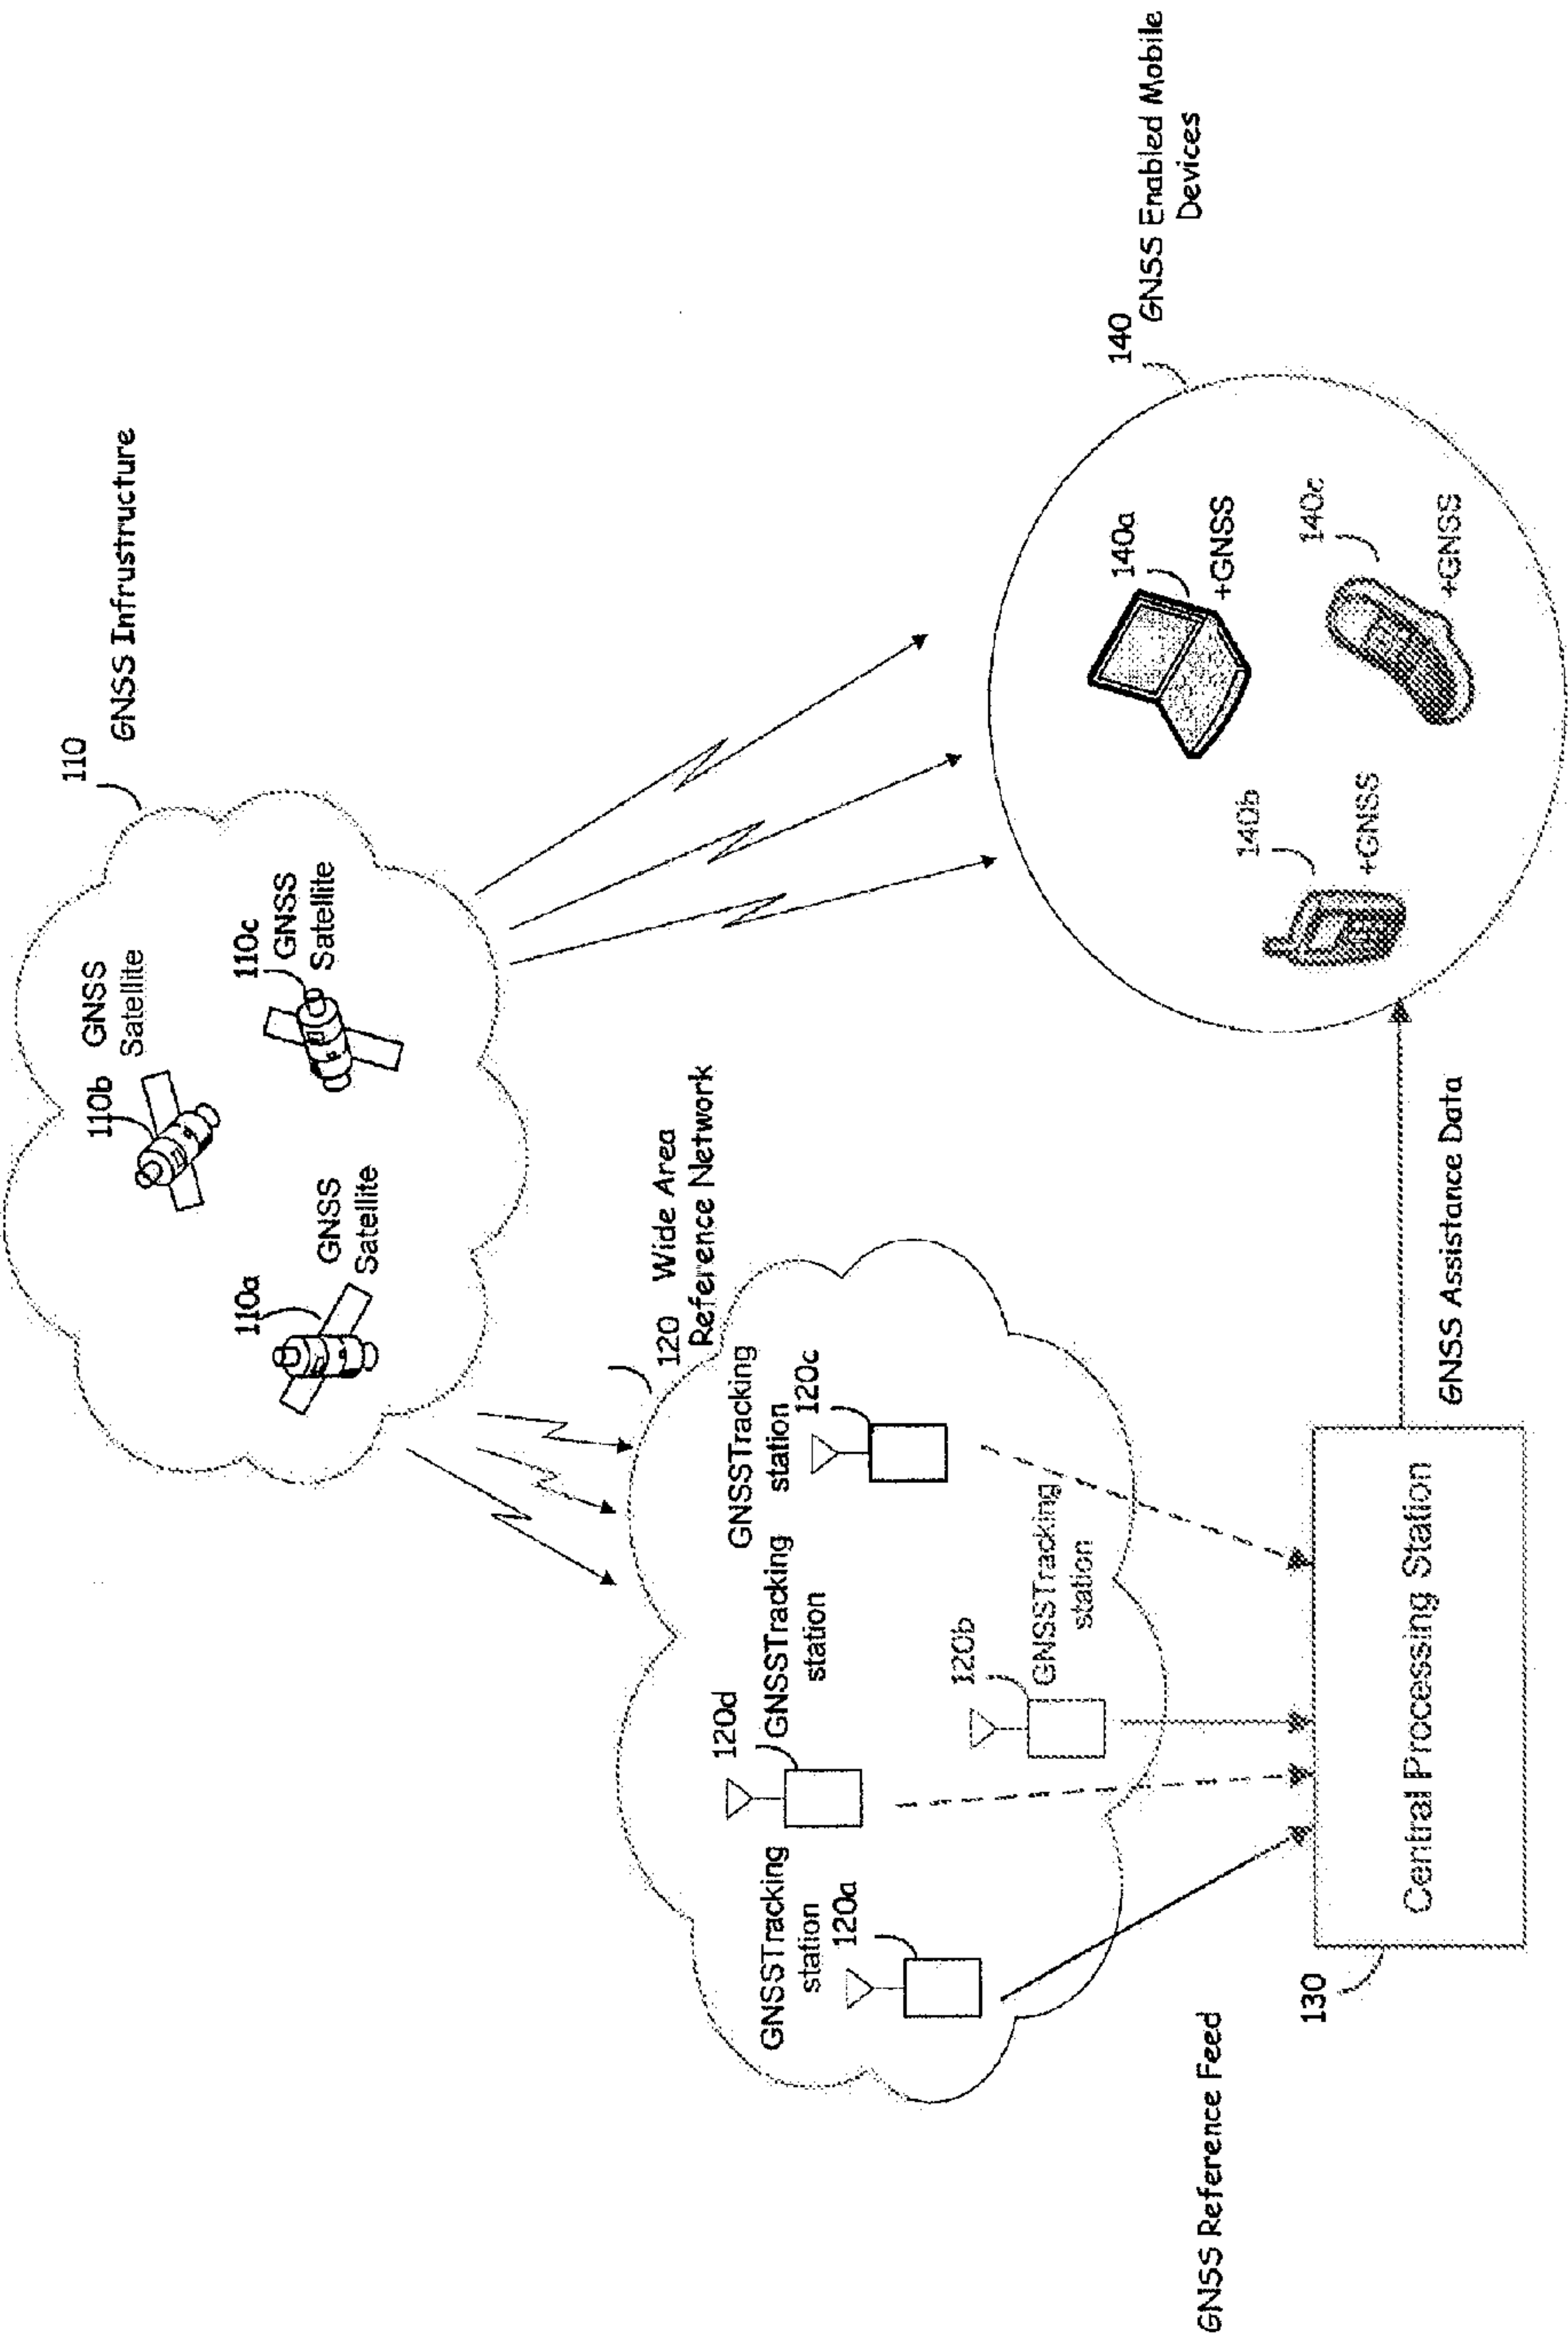 110
GNSS Infrustructure
110b
GNSS
Satellite
110c
GNSS
Satellite
110a
GNSS
Satellite
120
Wide Area
Reference Network
GNSSTracking
station
120a
120d
GNSSTracking
station
GNSSTracking
station
120c
120b
GNSSTracking
station
GNSS Reference Feed
130
Central Processing Station
GNSS Assistance Data
140
GNSS Enabled Mobile
Devices
140a
+GNSS
140b
+GNSS
140c
+GNSS